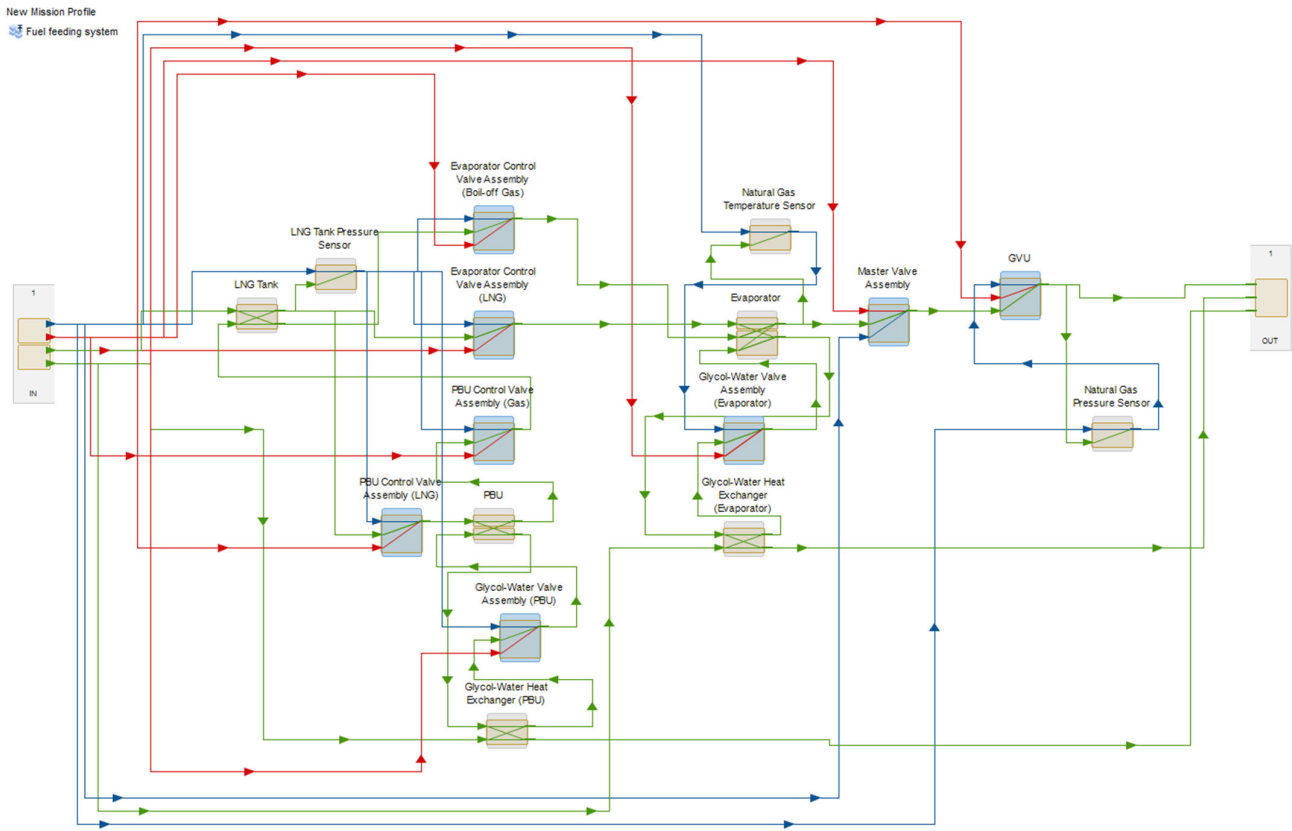 New Mission Profile
Fuel feeding system
Evaporator Control
Valve Assembly
(Boil-off Gas)
Natural Gas
Temperature Sensor
LNG Tank Pressure
Sensor
GVU
1
Evaporator Control
Valve Assembly
(LNG)
Master Valve
Assembly
LNG Tank
1
Evaporator
OUT
Glycol-Water Valve
Assembly
(Evaporator)
IN
PBU Control Valve
Assembly (Gas)
Natural Gas
Pressure Sensor
PBU Control Valve
Assembly (LNG)
PBU
Glycol-Water Heat
Exchanger
(Evaporator)
Glycol-Water Valve
Assembly (PBU)
Glycol-Water Heat
Exchanger (PBU)